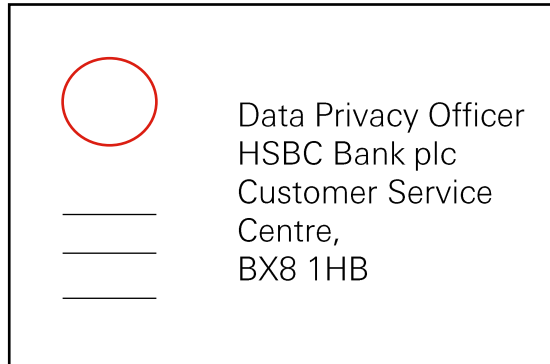 Data Privacy Officer
HSBC Bank plc
Customer Service
Centre,
BX8 1HB